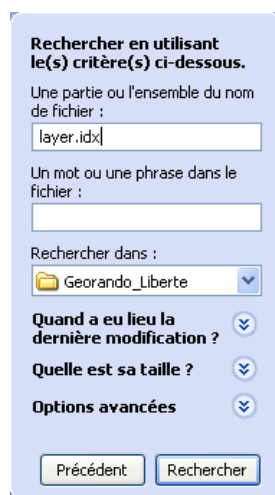 Rechercher en utilisant
le(s) critère(s) ci-dessous.
Une partie ou l'ensemble du nom
de fichier :
layer.idx
Un mot ou une phrase dans le
fichier :
Rechercher dans :
Georando_Liberte
Quand a eu lieu la
dernière modification ?
Quelle est sa taille ?
Options avancées
Précédent
Rechercher